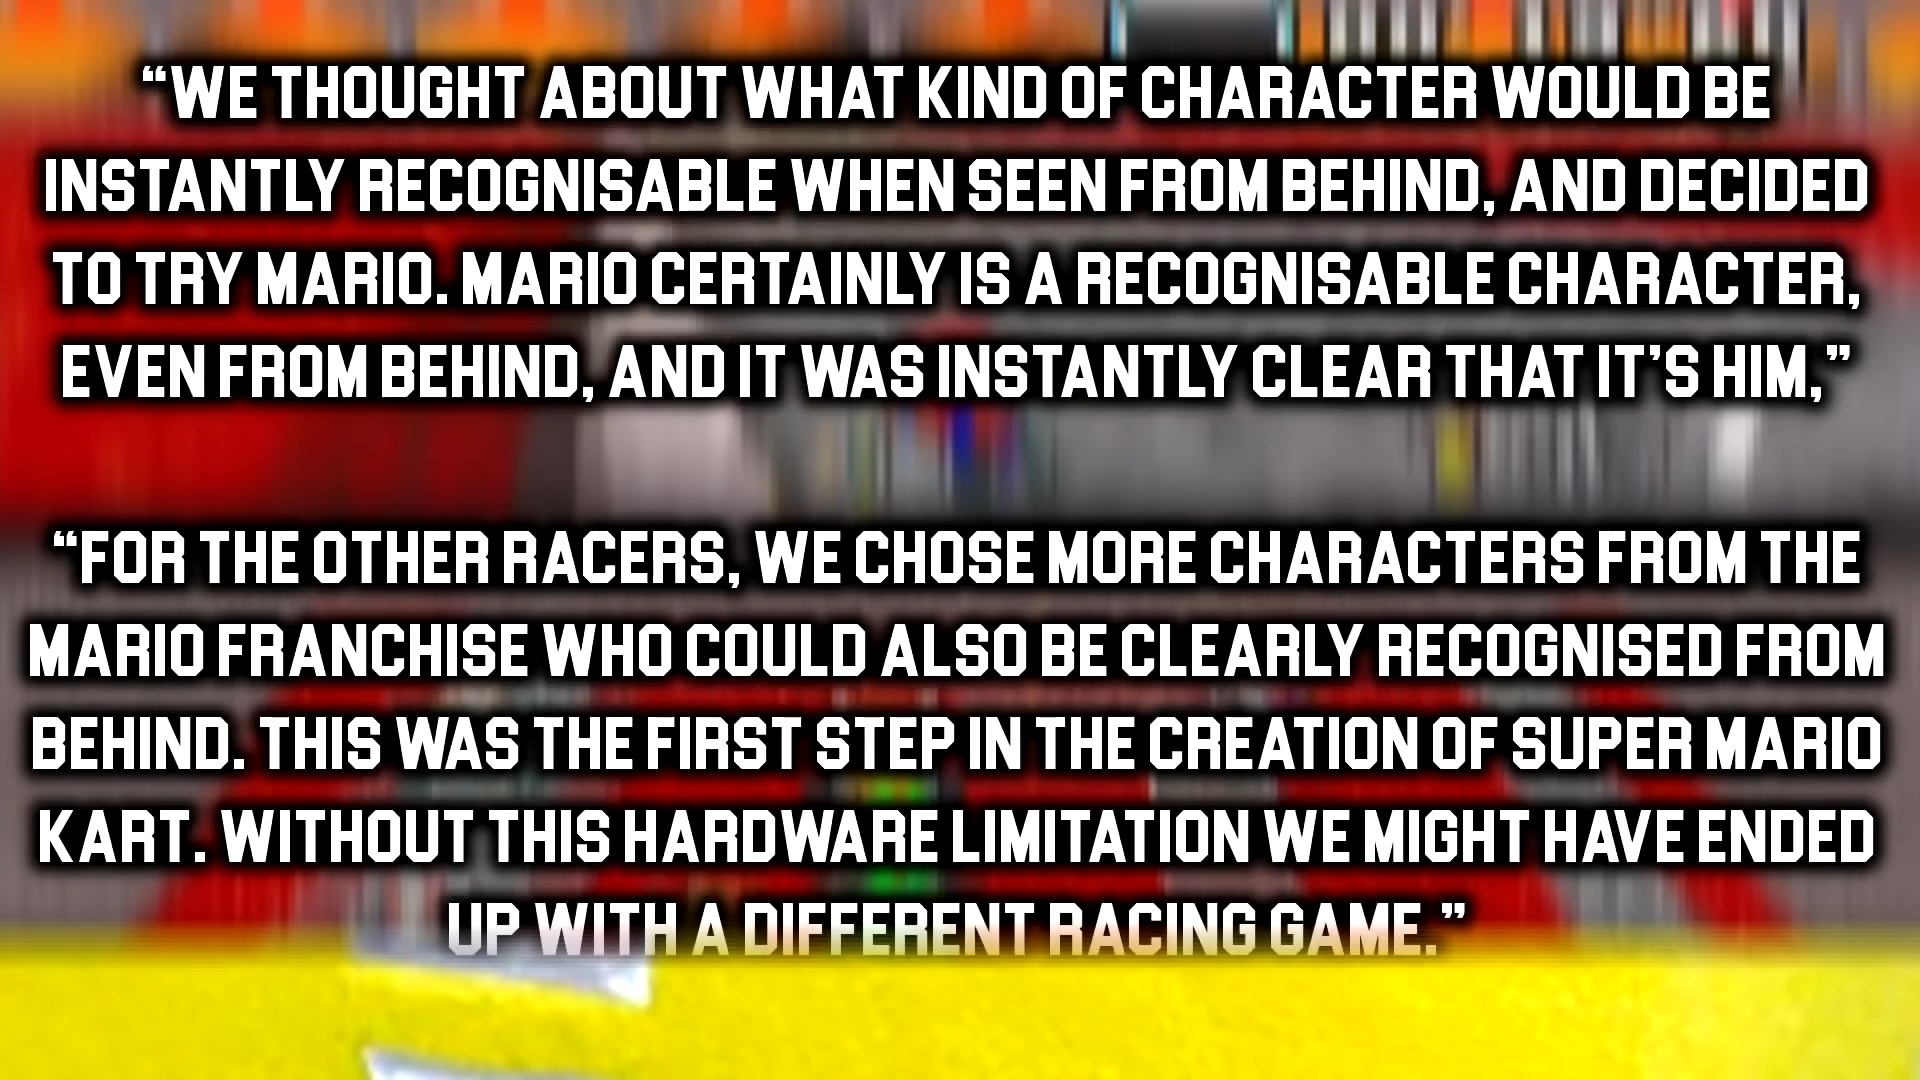 “WE THOUGHT ABOUT WHAT KIND OF CHARACTER WOULD BE
INSTANTLY RECOGNISABLE WHEN SEEN FROM BEHIND, AND DECIDED
TO TRY MARIO. MARIO CERTAINLY IS A RECOGNISABLE CHARACTER,
EVEN FROM BEHIND, AND IT WAS INSTANTLY CLEAR THAT IT’S HIM,”
“FOR THE OTHER RACERS, WE CHOSE MORE CHARACTERS FROM THE
MARIO FRANCHISE WHO COULD ALSO BE CLEARLY RECOGNISED FROM
BEHIND. THIS WAS THE FIRST STEP IN THE CREATION OF SUPER MARIO
KART. WITHOUT THIS HARDWARE LIMITATION WE MIGHT HAVE ENDED
UP WITH A DIFFERENT RACING GAME.”